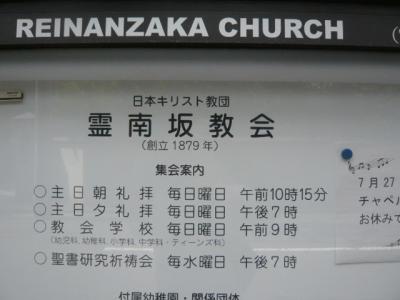 REINANZAKA CHURCH
日本キリスト教団
霊南坂教会
(創立1879年)
集会案内
○主日朝礼拝 毎日曜日 午前10時15分
○主日夕礼拝 毎日曜日 午後7時
○教会学校 毎日曜日 午前9時
(幼児科, 幼稚科, 小学科, 中学科・ティーンズ科)
○聖書研究祈祷会 毎水曜日 午後7時
付属幼稚園・関係団体
7月27
チャペル
お休みで